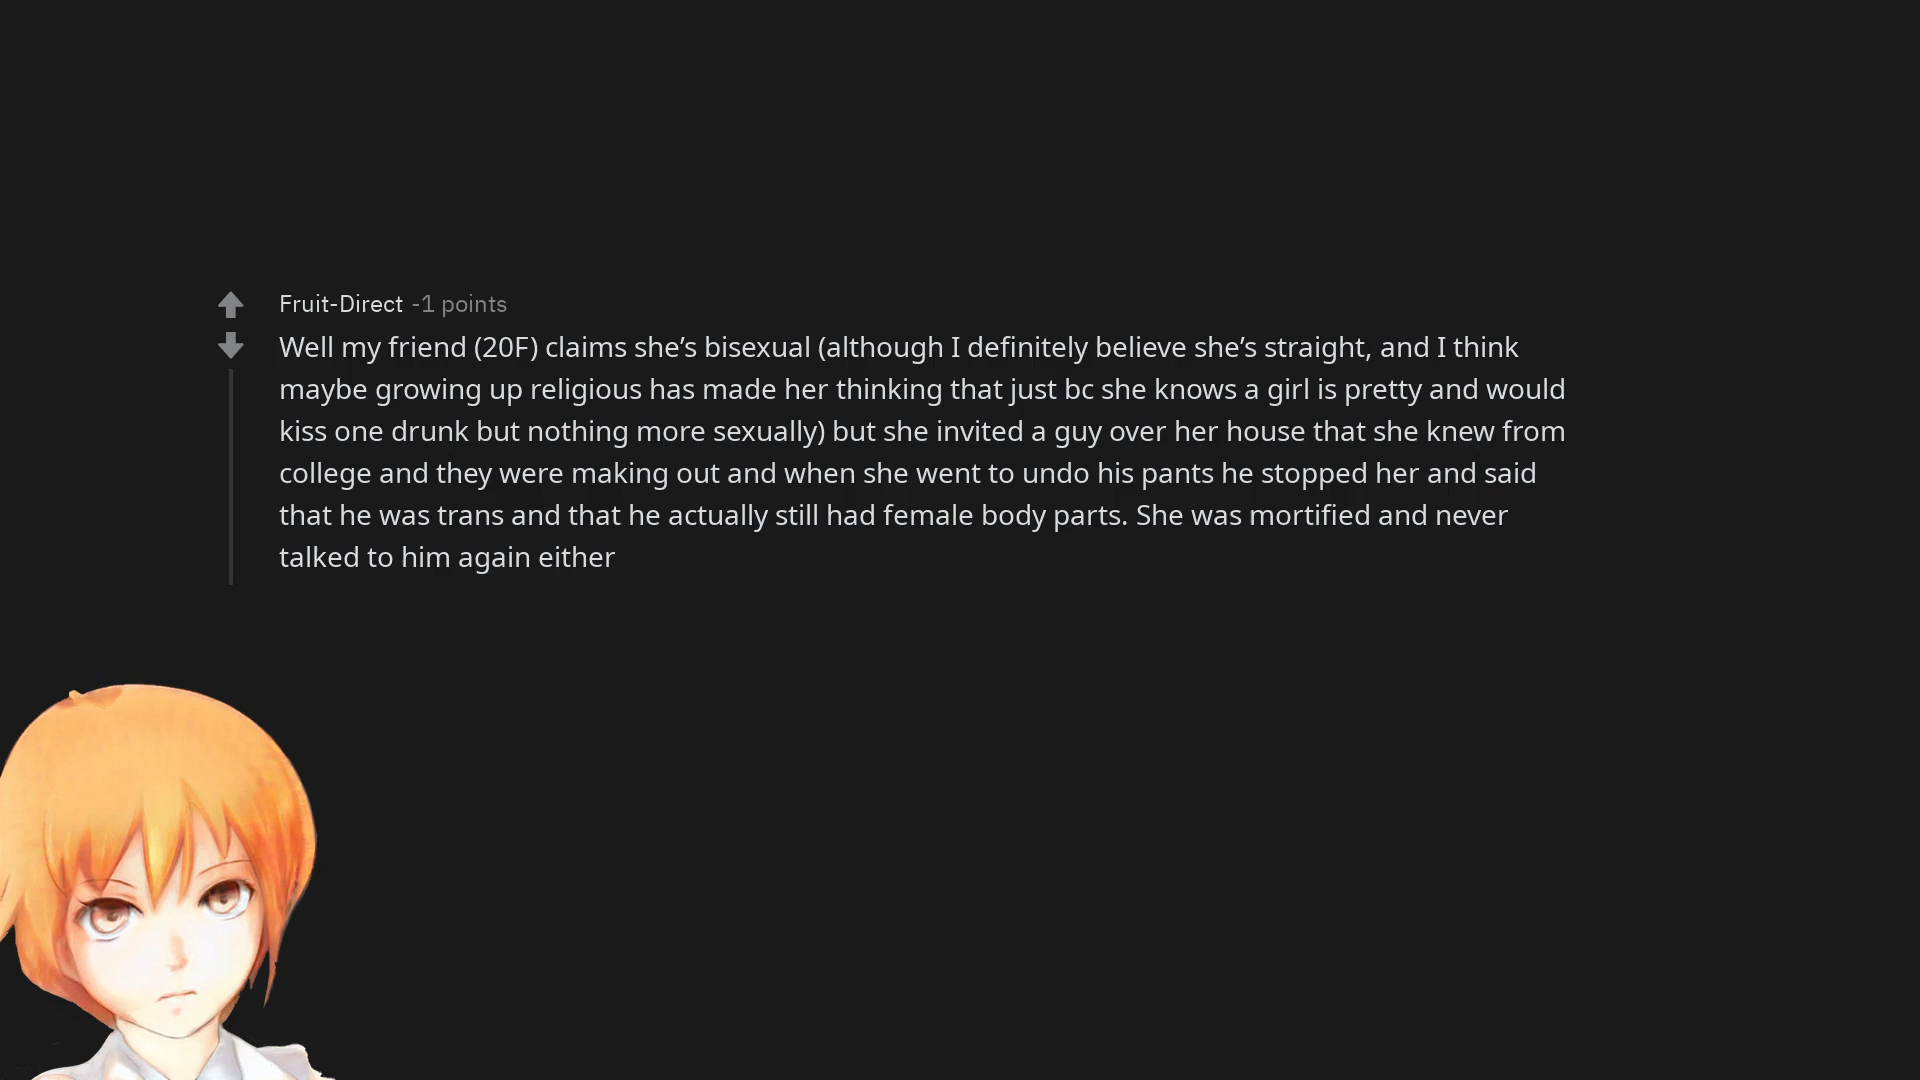 Fruit-Direct -1 points
Well my friend (20F) claims she’s bisexual (although I definitely believe she’s straight, and I think
maybe growing up religious has made her thinking that just bc she knows a girl is pretty and would
kiss one drunk but nothing more sexually) but she invited a guy over her house that she knew from
college and they were making out and when she went to undo his pants he stopped her and said
that he was trans and that he actually still had female body parts. She was mortified and never
talked to him again either